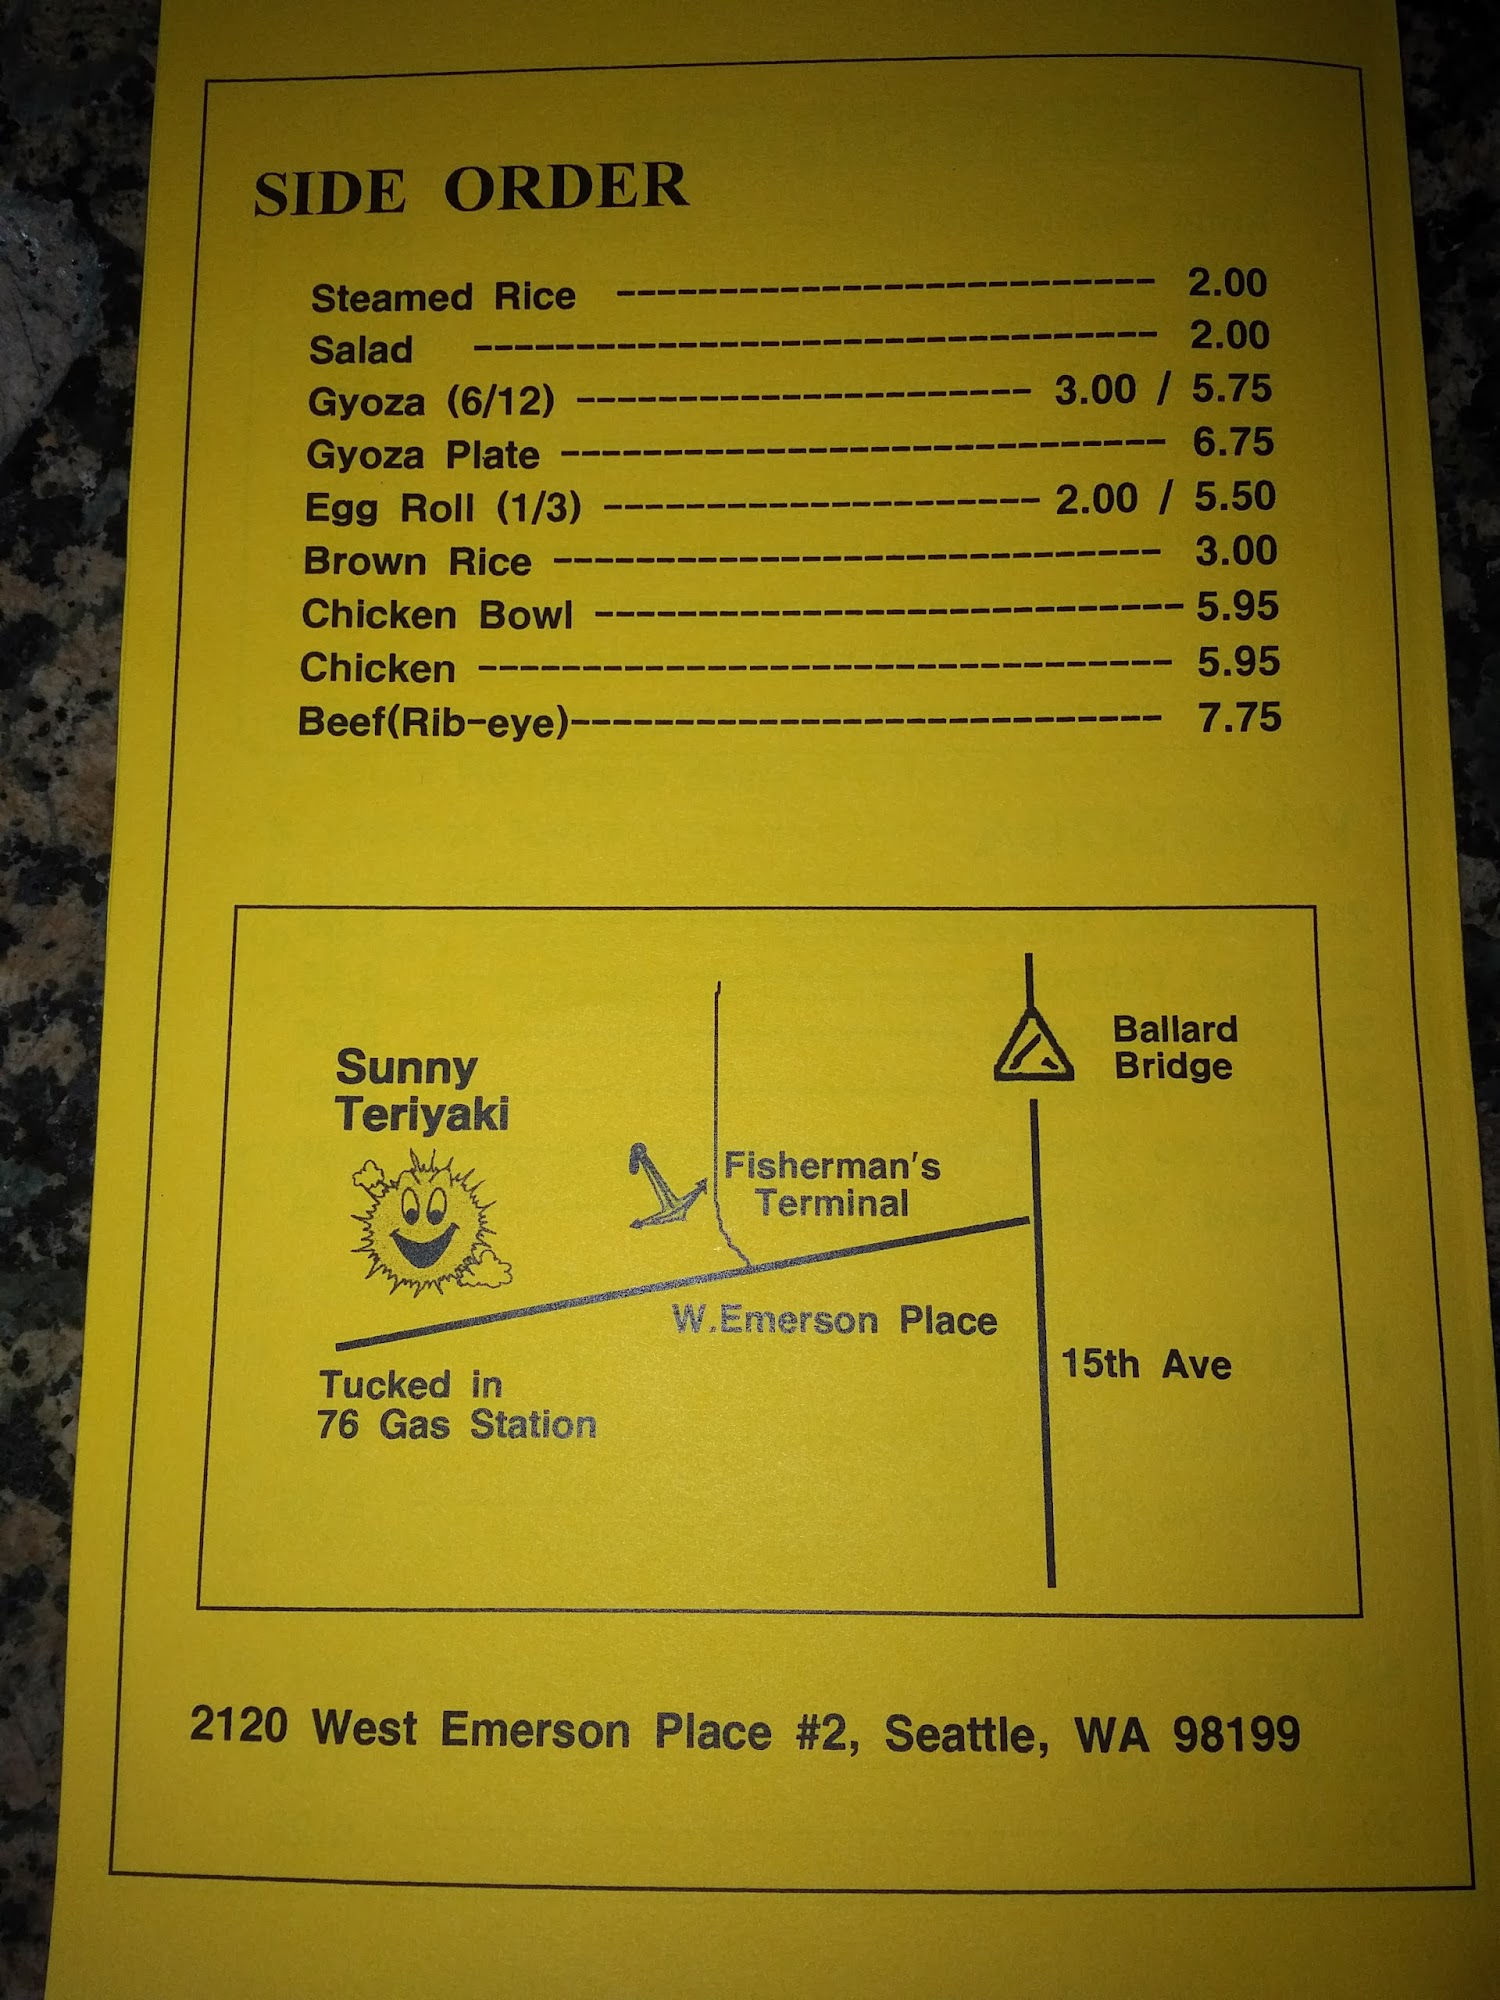 SIDE ORDER
Steamed Rice -------------------------- 2.00
Salad --------------------------------- 2.00
Gyoza (6/12) ---------------------- 3.00 / 5.75
Gyoza Plate ----------------------------- 6.75
Egg Roll (1/3) --------------------- 2.00 / 5.50
Brown Rice ----------------------------- 3.00
Chicken Bowl ---------------------------- 5.95
Chicken --------------------------------- 5.95
Beef(Rib-eye)---------------------------- 7.75
Ballard
Bridge
Sunny
Teriyaki
Fisherman's
Terminal
W.Emerson Place
15th Ave
Tucked in
76 Gas Station
2120 West Emerson Place #2, Seattle, WA 98199